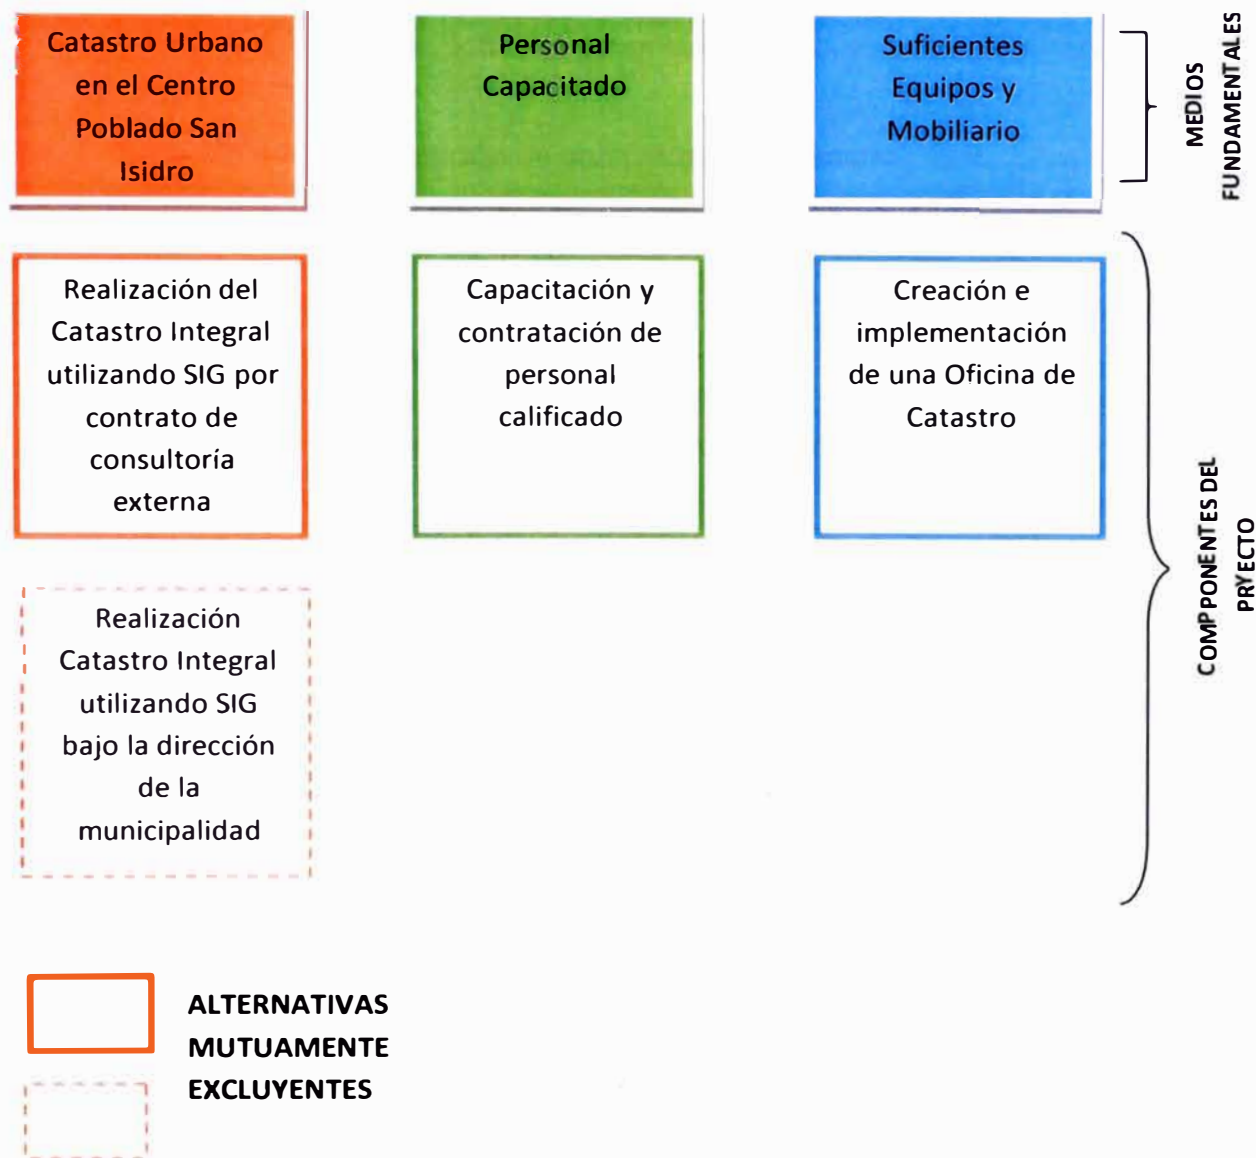 Catastro Urbano
en el Centro
Poblado San
Isidro
Personal
Capacitado
Suficientes
Equipos y
Mobiliario
MEDIOS
FUNDAMENTALES
Realización del
Catastro Integral
utilizando SIG por
contrato de
consultoría
externa
Capacitación y
contratación de
personal
calificado
Creación e
implementación
de una Oficina de
Catastro
Realización
Catastro Integral
utilizando SIG
bajo la dirección
de la
municipalidad
COMPPONENTES DEL
PRYECTO
ALTERNATIVAS
MUTUAMENTE
EXCLUYENTES